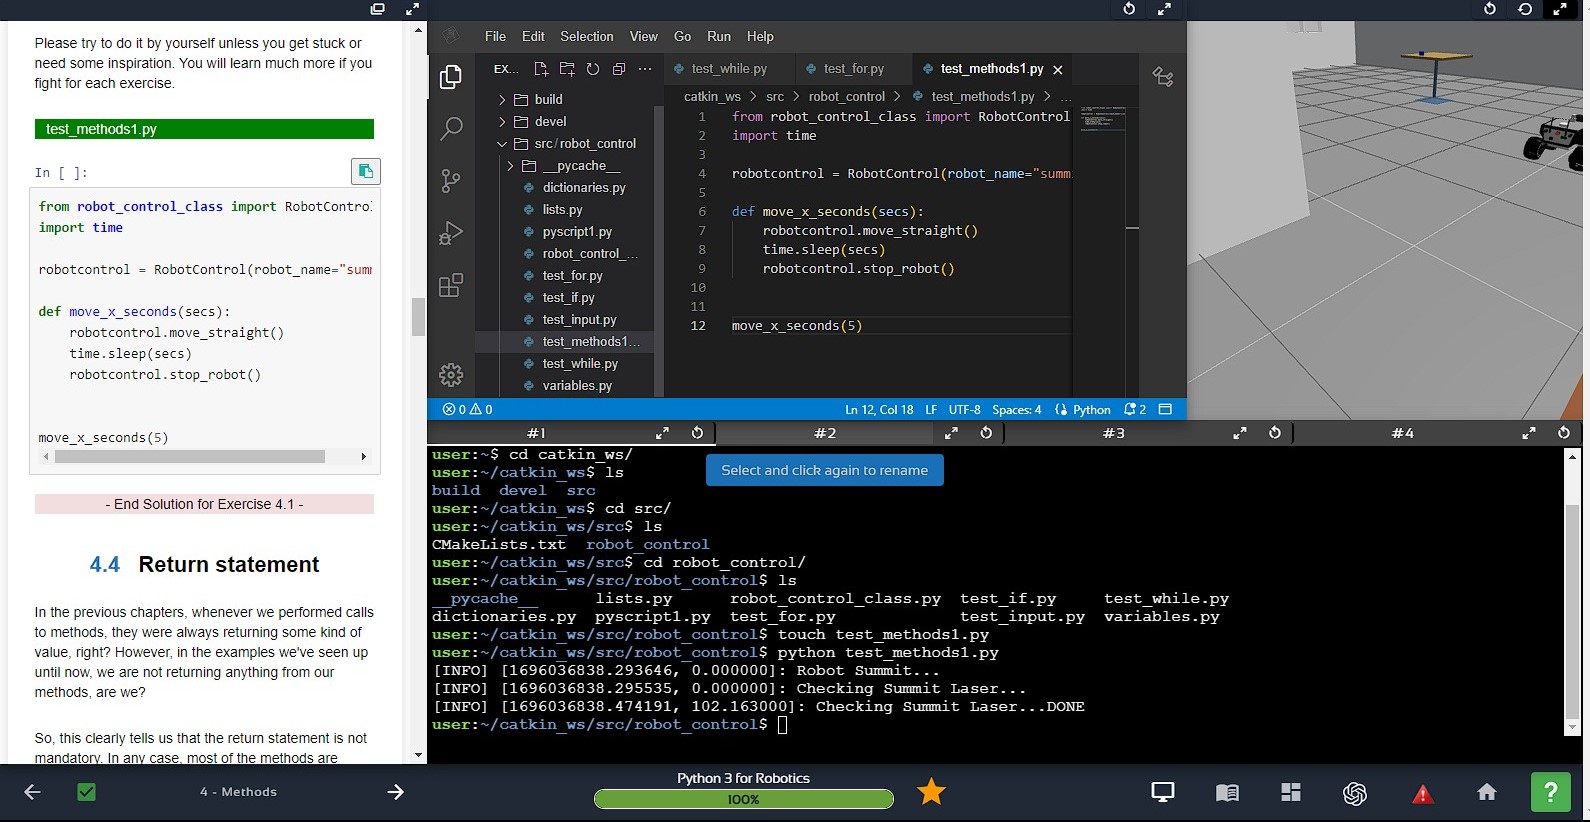 Please try to do it by yourself unless you get stuck or
need some inspiration. You will learn much more if you
fight for each exercise.
test_methods1.py
In [ ]:
from robot_control_class import RobotControl
import time
robotcontrol = RobotControl(robot_name="summ
def move_x_seconds(secs):
robotcontrol.move_straight()
time.sleep(secs)
robotcontrol.stop_robot()
move_x_seconds(5)
- End Solution for Exercise 4.1 -
4.4 Return statement
In the previous chapters, whenever we performed calls
to methods, they were always returning some kind of
value, right? However, in the examples we've seen up
until now, we are not returning anything from our
methods, are we?
So, this clearly tells us that the return statement is not
mandatory. In any case, most of the methods are
File Edit Selection View Go Run Help
EX... ...
build
devel
src/robot_control
__pycache__
dictionaries.py
lists.py
pyscript1.py
robot_control_...
test_for.py
test_if.py
test_input.py
test_methods1...
test_while.py
variables.py
test_while.py test_for.py test_methods1.py
catkin_ws > src > robot_control > test_methods1.py > ...
1 from robot_control_class import RobotControl
2 import time
3
4 robotcontrol = RobotControl(robot_name="summ
5
6 def move_x_seconds(secs):
7 robotcontrol.move_straight()
8 time.sleep(secs)
9 robotcontrol.stop_robot()
10
11
12 move_x_seconds(5)
0 0 Ln 12, Col 18 LF UTF-8 Spaces: 4 Python 2
#1 #2 #3 #4
Select and click again to rename
user:~$ cd catkin_ws/
user:~/catkin_ws$ ls
build devel src
user:~/catkin_ws$ cd src/
user:~/catkin_ws/src$ ls
CMakeLists.txt robot_control
user:~/catkin_ws/src$ cd robot_control/
user:~/catkin_ws/src/robot_control$ ls
__pycache__ lists.py robot_control_class.py test_if.py test_while.py
dictionaries.py pyscript1.py test_for.py test_input.py variables.py
user:~/catkin_ws/src/robot_control$ touch test_methods1.py
user:~/catkin_ws/src/robot_control$ python test_methods1.py
[INFO] [1696036838.293646, 0.000000]: Robot Summit...
[INFO] [1696036838.295535, 0.000000]: Checking Summit Laser...
[INFO] [1696036838.474191, 102.163000]: Checking Summit Laser...DONE
user:~/catkin_ws/src/robot_control$
4 - Methods
Python 3 for Robotics
100%
?